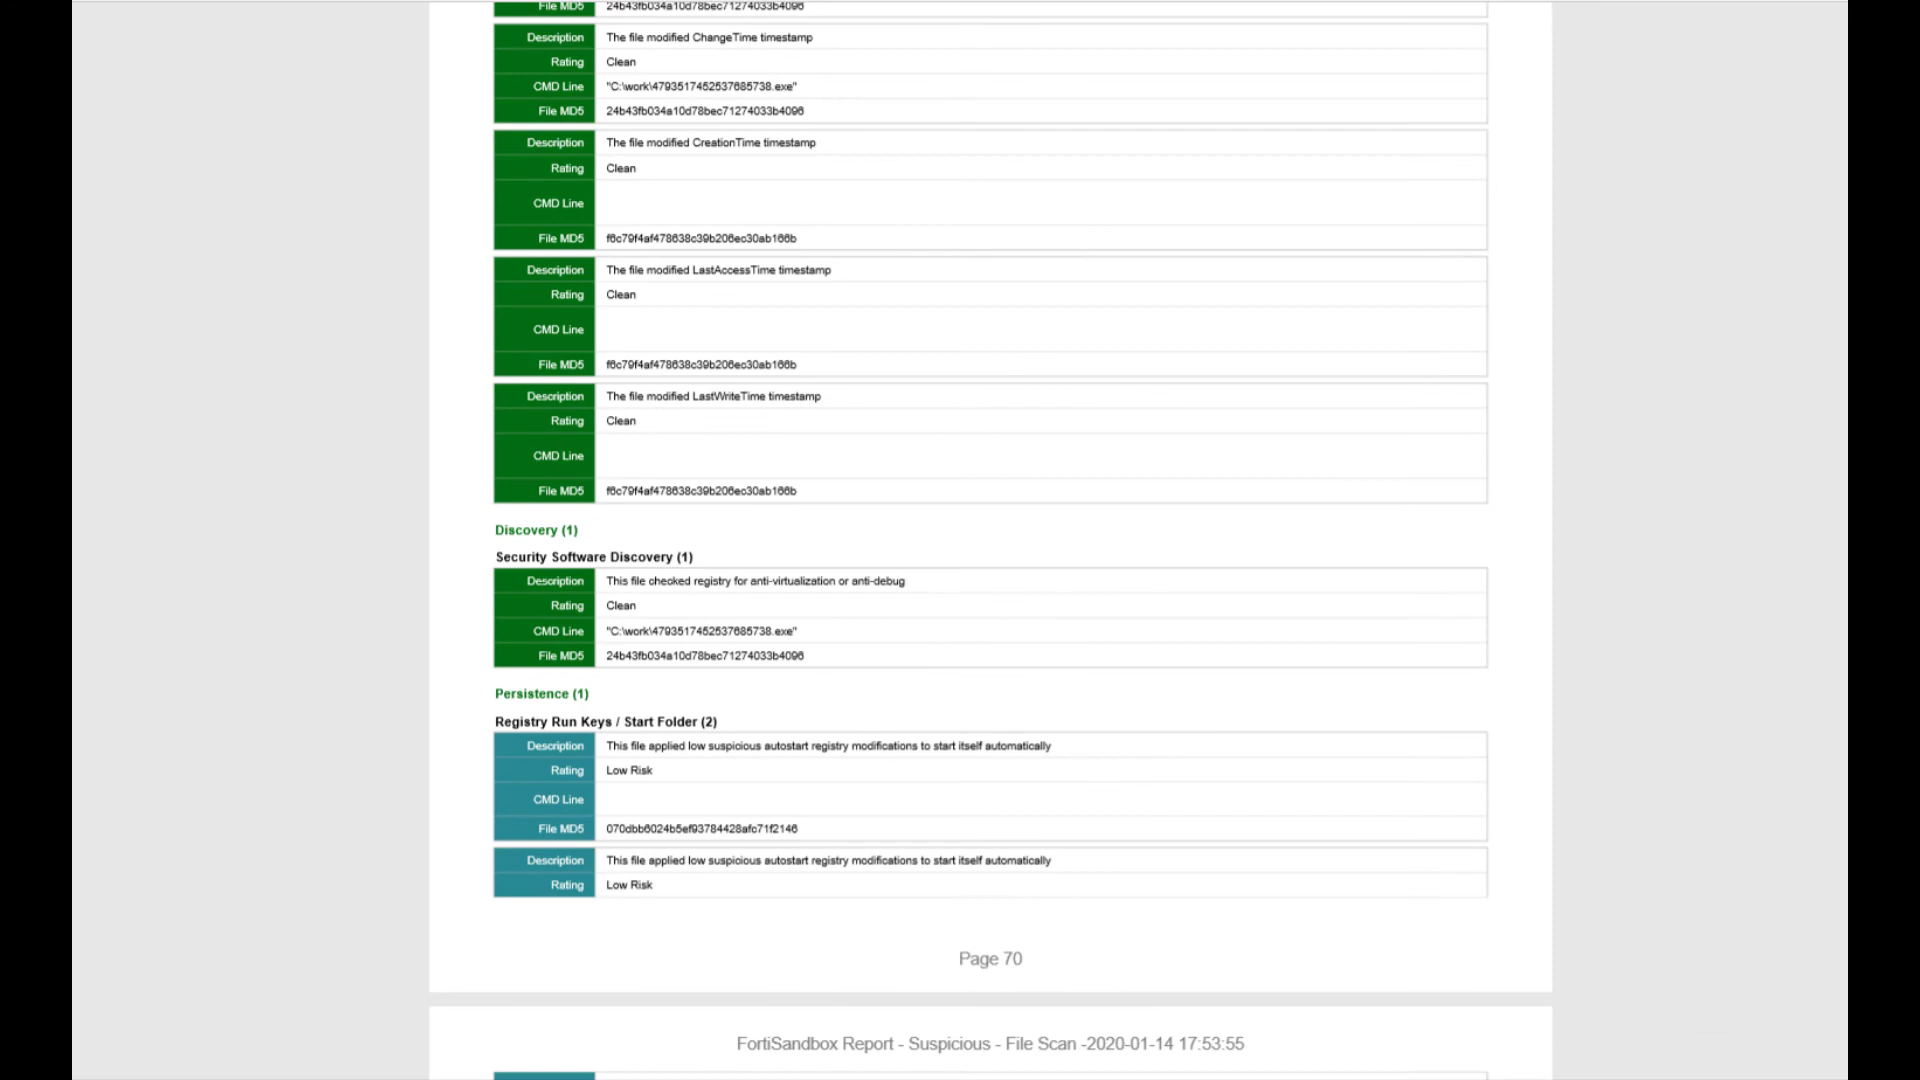 File MD5 24b43fb034a10d78bec71274033b4096
Description The file modified ChangeTime timestamp
Rating Clean
CMD Line "C:\work\4793517452537685738.exe"
File MD5 24b43fb034a10d78bec71274033b4096
Description The file modified CreationTime timestamp
Rating Clean
CMD Line
File MD5 f6c79f4af478638c39b206ec30ab166b
Description The file modified LastAccessTime timestamp
Rating Clean
CMD Line
File MD5 f6c79f4af478638c39b206ec30ab166b
Description The file modified LastWriteTime timestamp
Rating Clean
CMD Line
File MD5 f6c79f4af478638c39b206ec30ab166b
Discovery (1)
Security Software Discovery (1)
Description This file checked registry for anti-virtualization or anti-debug
Rating Clean
CMD Line "C:\work\4793517452537685738.exe"
File MD5 24b43fb034a10d78bec71274033b4096
Persistence (1)
Registry Run Keys / Start Folder (2)
Description This file applied low suspicious autostart registry modifications to start itself automatically
Rating Low Risk
CMD Line
File MD5 070dbb6024b5ef93784428afc71f2146
Description This file applied low suspicious autostart registry modifications to start itself automatically
Rating Low Risk
Page 70
FortiSandbox Report - Suspicious - File Scan -2020-01-14 17:53:55